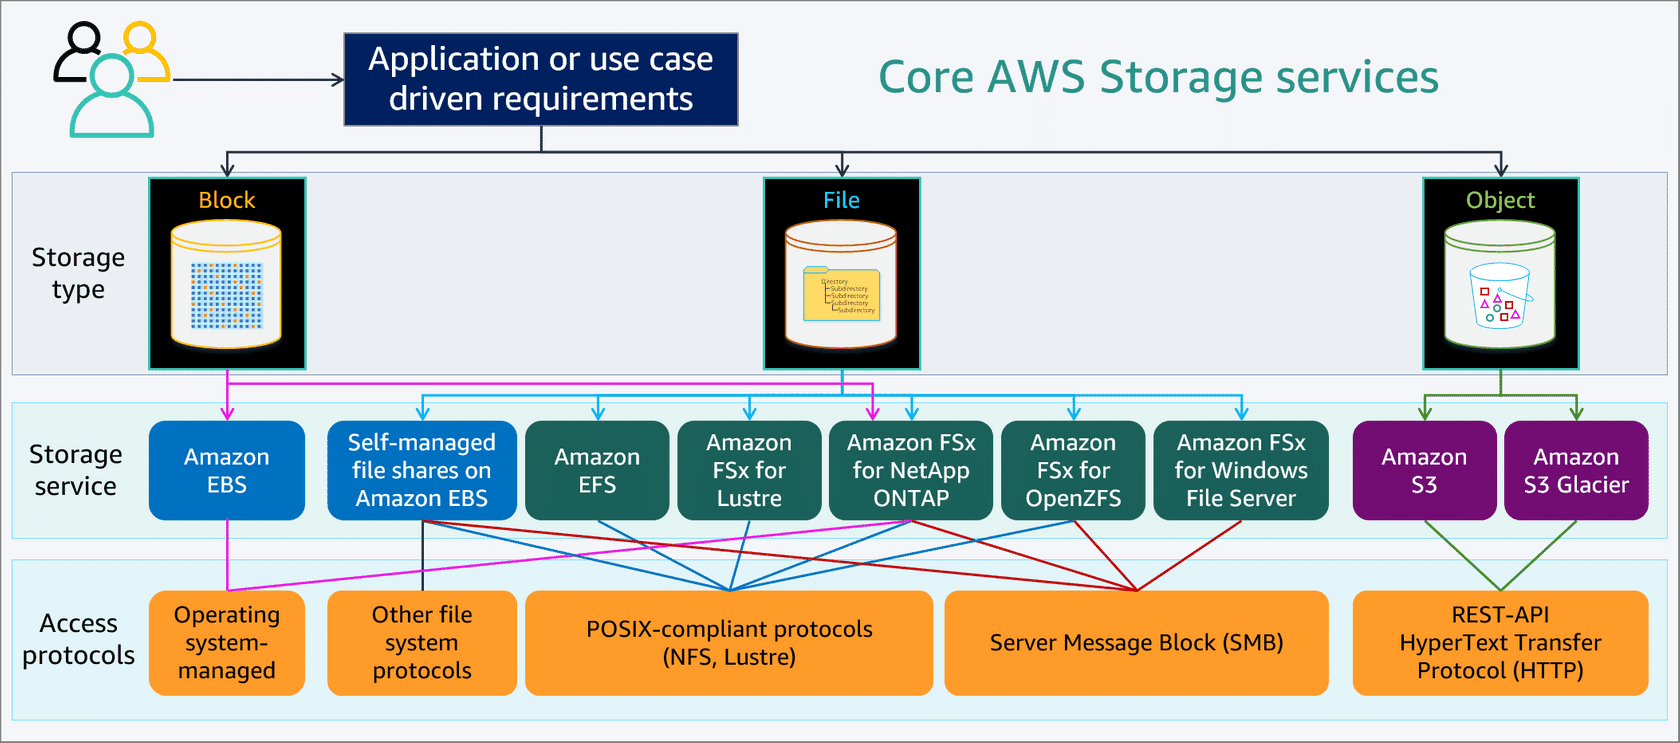 Application or use case
driven requirements
Core AWS Storage services
Storage
type
Block
File
Directory
Subdirectory
Subdirectory
Subdirectory
Subdirectory
Object
Storage
service
Amazon
EBS
Self-managed
file shares on
Amazon EBS
Amazon
EFS
Amazon
FSx for
Lustre
Amazon FSx
for NetApp
ONTAP
Amazon
FSx for
OpenZFS
Amazon FSx
for Windows
File Server
Amazon
S3
Amazon
S3 Glacier
Access
protocols
Operating
system-
managed
Other file
system
protocols
POSIX-compliant protocols
(NFS, Lustre)
Server Message Block (SMB)
REST-API
HyperText Transfer
Protocol (HTTP)